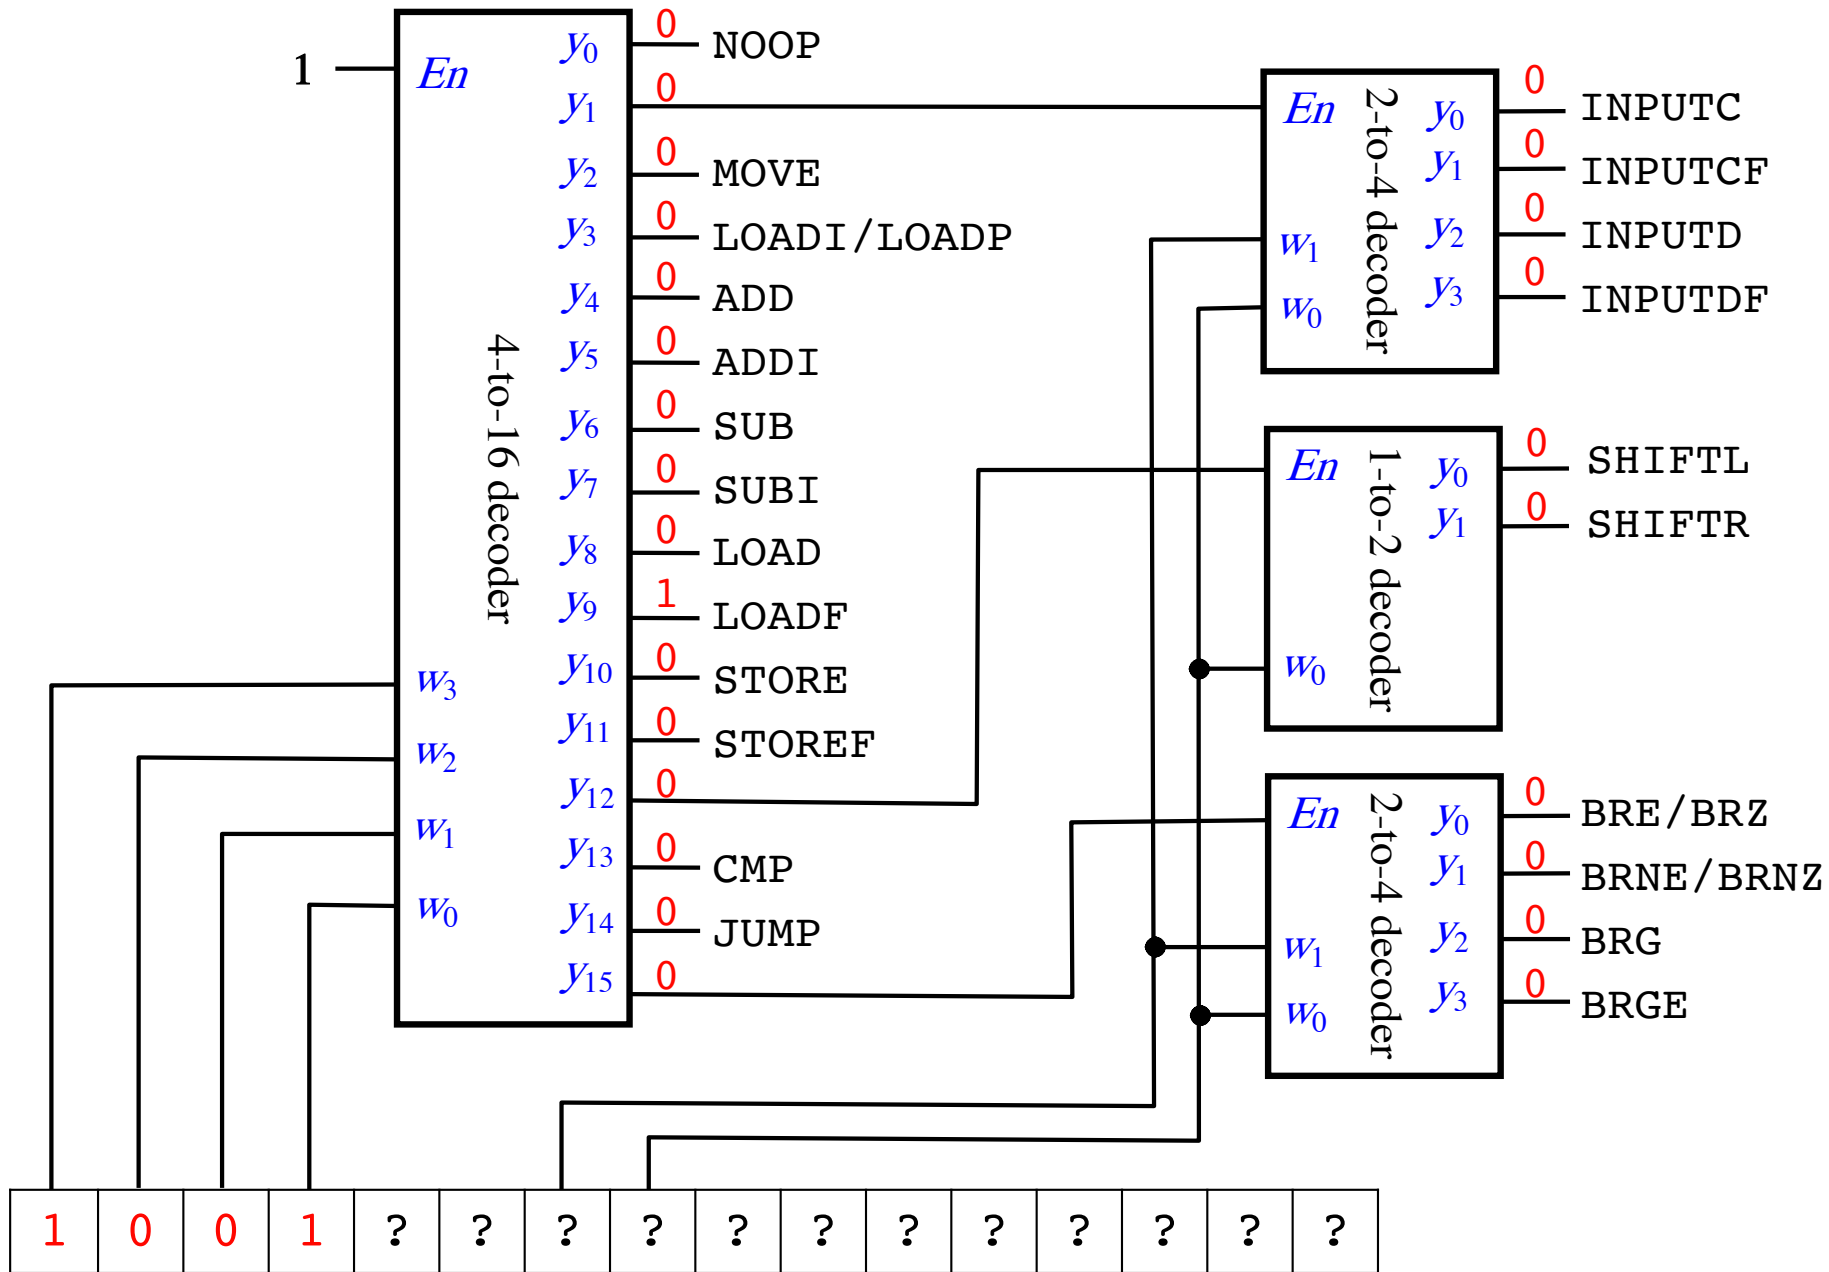 1
En
4-to-16 decoder
w3
w2
w1
w0
y0 0 NOOP
y1 0
y2 0 MOVE
y3 0 LOADI/LOADP
y4 0 ADD
y5 0 ADDI
y6 0 SUB
y7 0 SUBI
y8 0 LOAD
y9 1 LOADF
y10 0 STORE
y11 0 STOREF
y12 0
y13 0 CMP
y14 0 JUMP
y15 0
En
w1
w0
2-to-4 decoder
y0 0 INPUTC
y1 0 INPUTCF
y2 0 INPUTD
y3 0 INPUTDF
En
w0
1-to-2 decoder
y0 0 SHIFTL
y1 0 SHIFTR
En
w1
w0
2-to-4 decoder
y0 0 BRE/BRZ
y1 0 BRNE/BRNZ
y2 0 BRG
y3 0 BRGE
1 0 0 1 ? ? ? ? ? ? ? ? ? ? ? ?